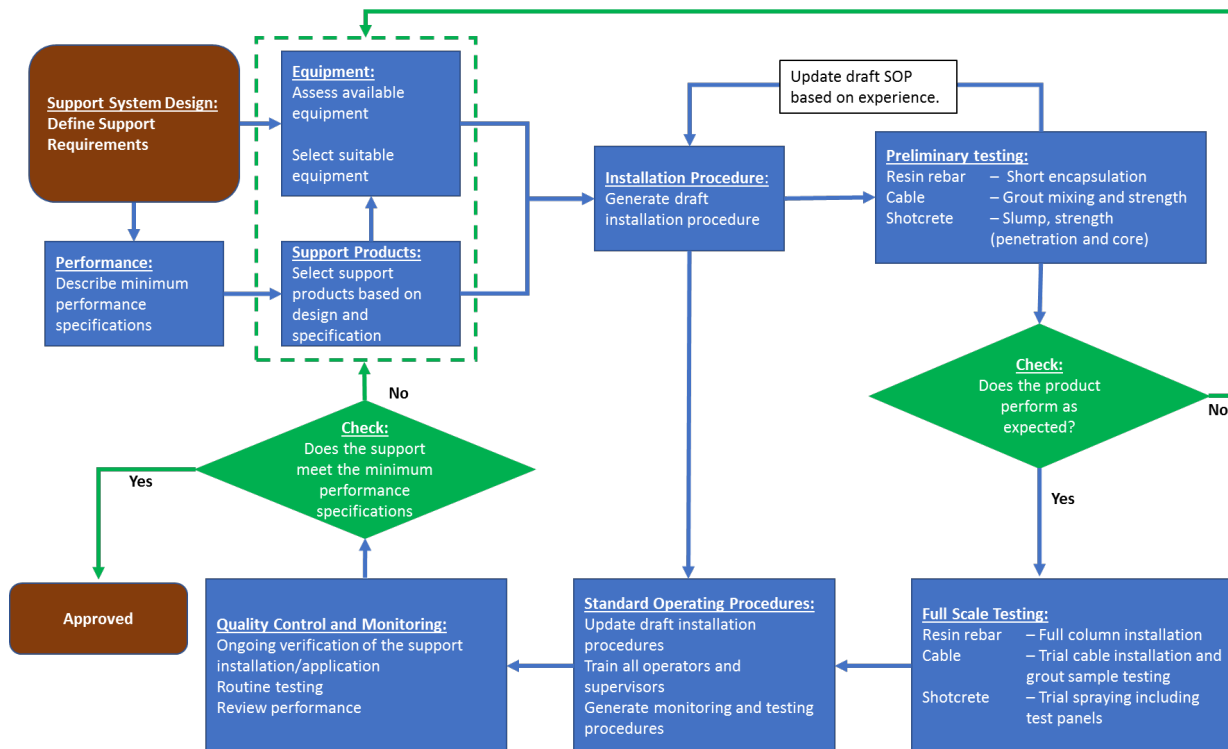 Support System Design:
Define Support
Requirements
Equipment:
Assess available
equipment
Select suitable
equipment
Update draft SOP
based on experience.
Installation Procedure:
Generate draft
installation procedure
Preliminary testing:
Resin rebar – Short encapsulation
Cable – Grout mixing and strength
Shotcrete – Slump, strength
(penetration and core)
Performance:
Describe minimum
performance
specifications
Support Products:
Select support
products based on
design and
specification
Check:
Does the product
perform as
expected?
No
Yes
No
Check:
Does the support
meet the minimum
performance
specifications
Yes
Approved
Quality Control and Monitoring:
Ongoing verification of the support
installation/application
Routine testing
Review performance
Standard Operating Procedures:
Update draft installation
procedures
Train all operators and
supervisors
Generate monitoring and testing
procedures
Full Scale Testing:
Resin rebar – Full column installation
Cable – Trial cable installation and
grout sample testing
Shotcrete – Trial spraying including
test panels